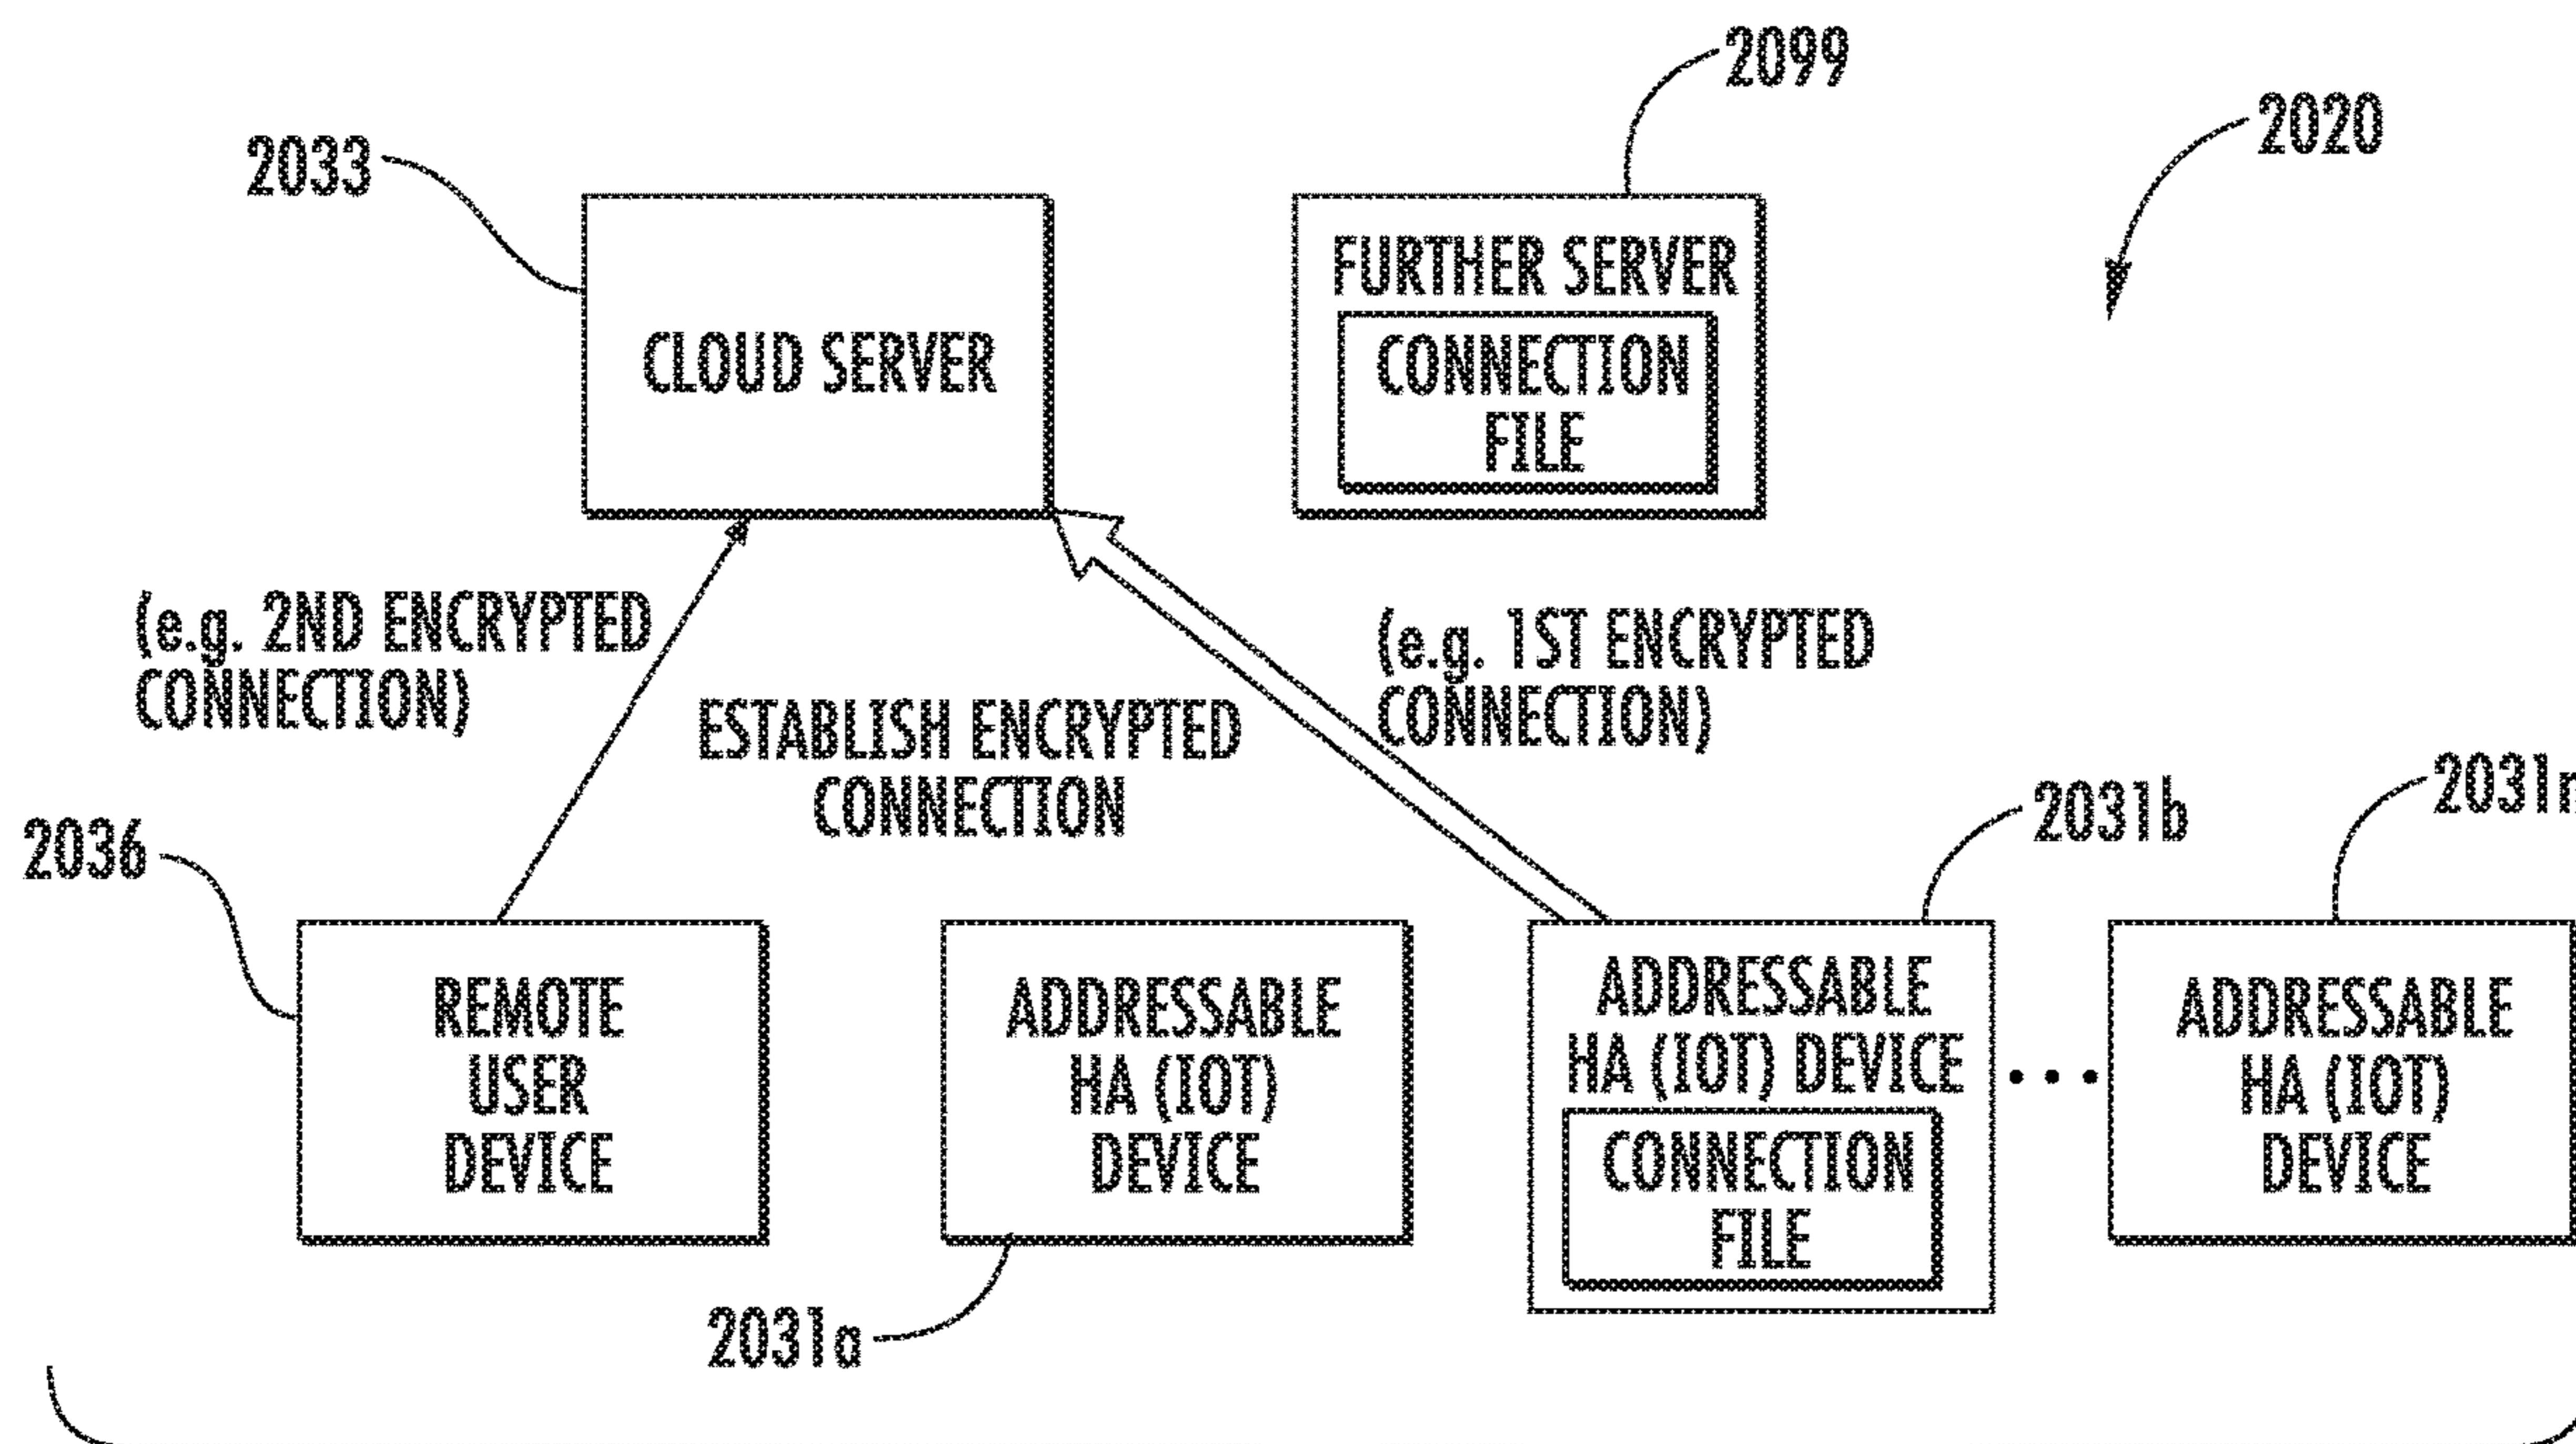 2099
2020
2033
FURTHER SERVER
CONNECTION
FILE
CLOUD SERVER
(e.g. 2ND ENCRYPTED
CONNECTION)
(e.g. 1ST ENCRYPTED
CONNECTION)
ESTABLISH ENCRYPTED
CONNECTION
2036
2031b
2031n
REMOTE
USER
DEVICE
ADDRESSABLE
HA (IOT)
DEVICE
ADDRESSABLE
HA (IOT) DEVICE
CONNECTION
FILE
• • •
ADDRESSABLE
HA (IOT)
DEVICE
2031a